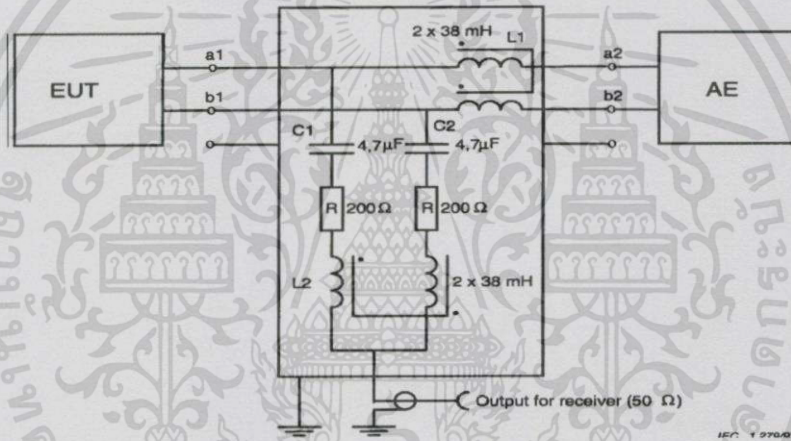 2 x 38 mH
L1
a1
a2
EUT
AE
b1
b2
C1
C2
4,7µF
4,7µF
R
200 Ω
R
200 Ω
L2
2 x 38 mH
Output for receiver (50 Ω)